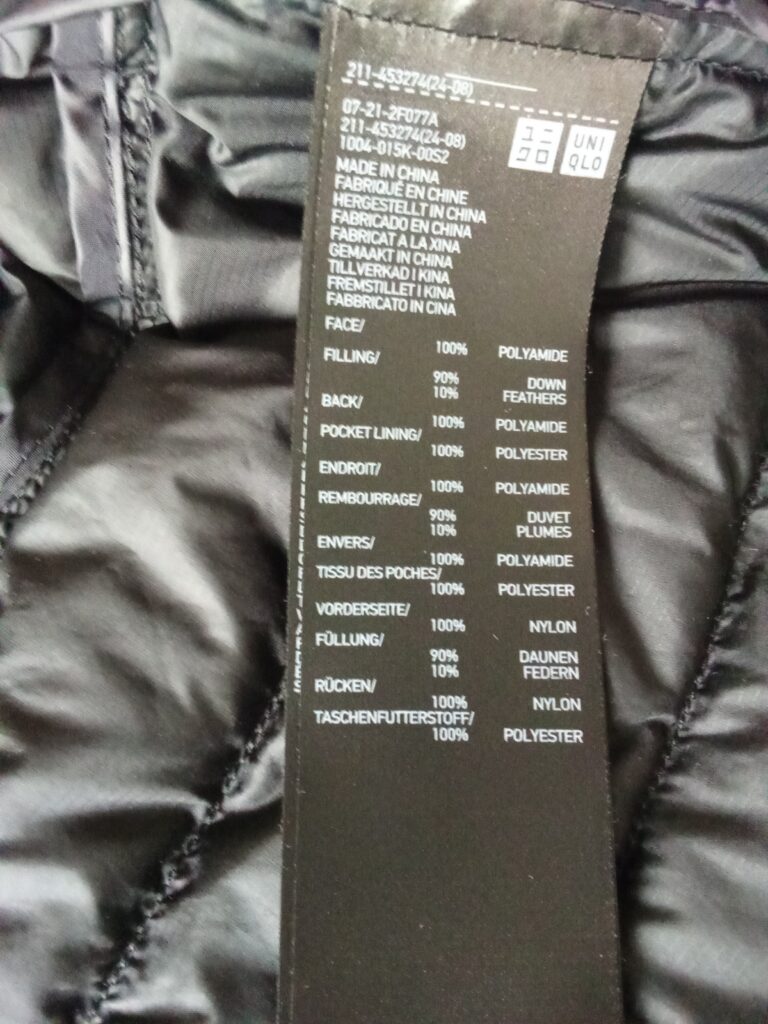 211-453274(24-08)
07-21-2F077A
211-453274(24-08)
1004-015K-00S2
ユニ
クロ
UNI
QLO
MADE IN CHINA
FABRIQUÉ EN CHINE
HERGESTELLT IN CHINA
FABRICADO EN CHINA
FABRICAT A LA XINA
GEMAAKT IN CHINA
TILLVERKAD I KINA
FREMSTILLET I KINA
FABBRICATO IN CINA
FACE/
100% POLYAMIDE
FILLING/
90% DOWN
10% FEATHERS
BACK/
100% POLYAMIDE
POCKET LINING/
100% POLYESTER
ENDROIT/
100% POLYAMIDE
REMBOURRAGE/
90% DUVET
10% PLUMES
ENVERS/
100% POLYAMIDE
TISSU DES POCHES/
100% POLYESTER
VORDERSEITE/
100% NYLON
FÜLLUNG/
90% DAUNEN
10% FEDERN
RÜCKEN/
100% NYLON
TASCHENFUTTERSTOFF/
100% POLYESTER